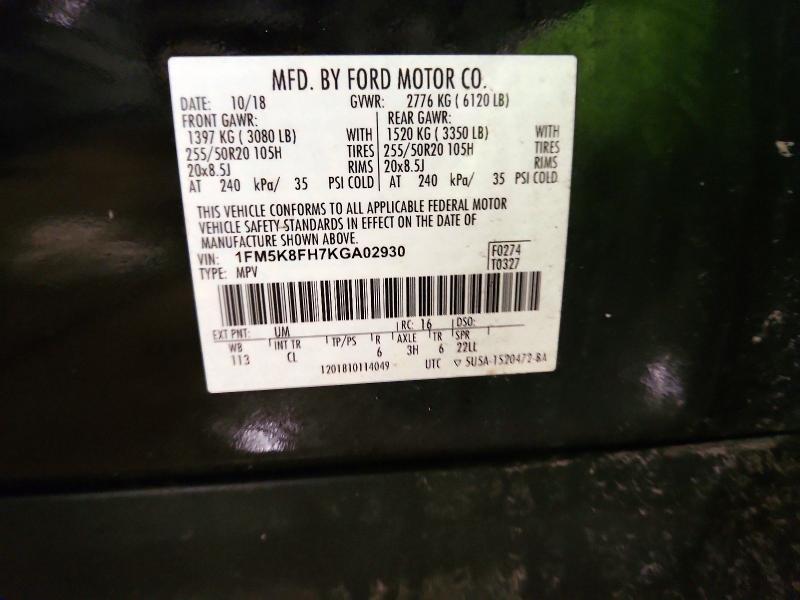 MFD. BY FORD MOTOR CO.
DATE: 10/18 GVWR: 2776 KG ( 6120 LB)
FRONT GAWR: REAR GAWR:
1397 KG ( 3080 LB) WITH 1520 KG ( 3350 LB) WITH
255/50R20 105H TIRES 255/50R20 105H TIRES
20x8.5J RIMS 20x8.5J RIMS
AT 240 kPa/ 35 PSI COLD AT 240 kPa/ 35 PSI COLD
THIS VEHICLE CONFORMS TO ALL APPLICABLE FEDERAL MOTOR
VEHICLE SAFETY STANDARDS IN EFFECT ON THE DATE OF
MANUFACTURE SHOWN ABOVE.
VIN: 1FM5K8FH7KGA02930 F0274
TYPE: MPV T0327
EXT PNT: UM RC: 16 DSO:
WB INT TR TP/PS R AXLE TR SPR
113 CL 6 3H 6 22LL
1201810114049 UTC ▽ 5U5A-1520472-BA